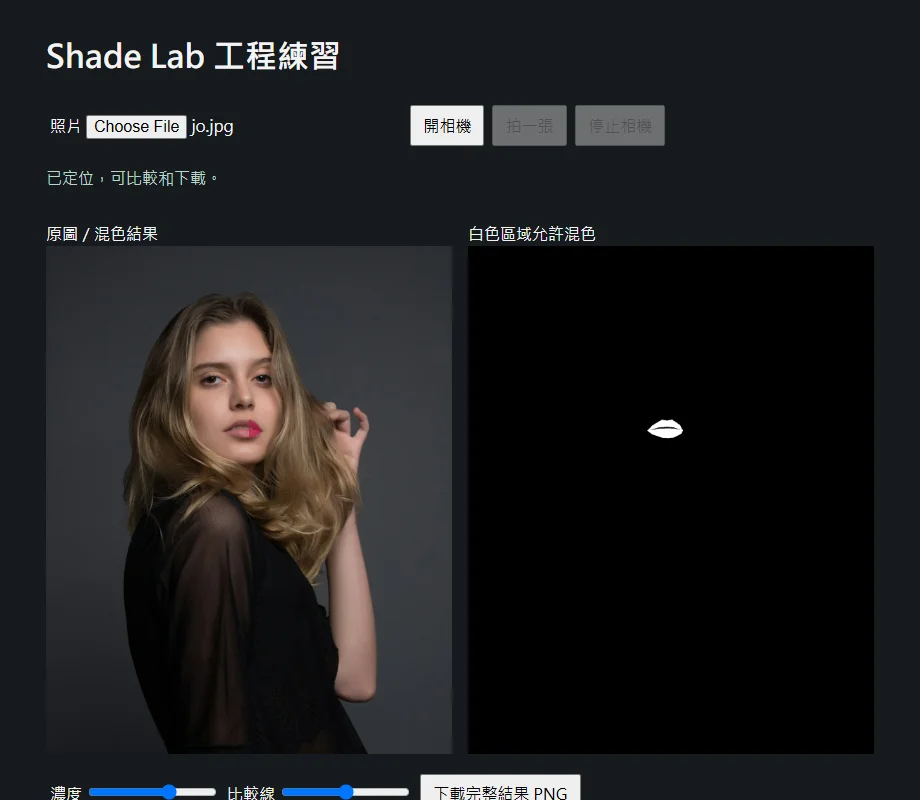 Shade Lab 工程練習
照片 Choose File jo.jpg 開相機 拍一張 停止相機
已定位，可比較和下載。
原圖 / 混色結果 白色區域允許混色
濃度 比較線 下載完整結果 PNG